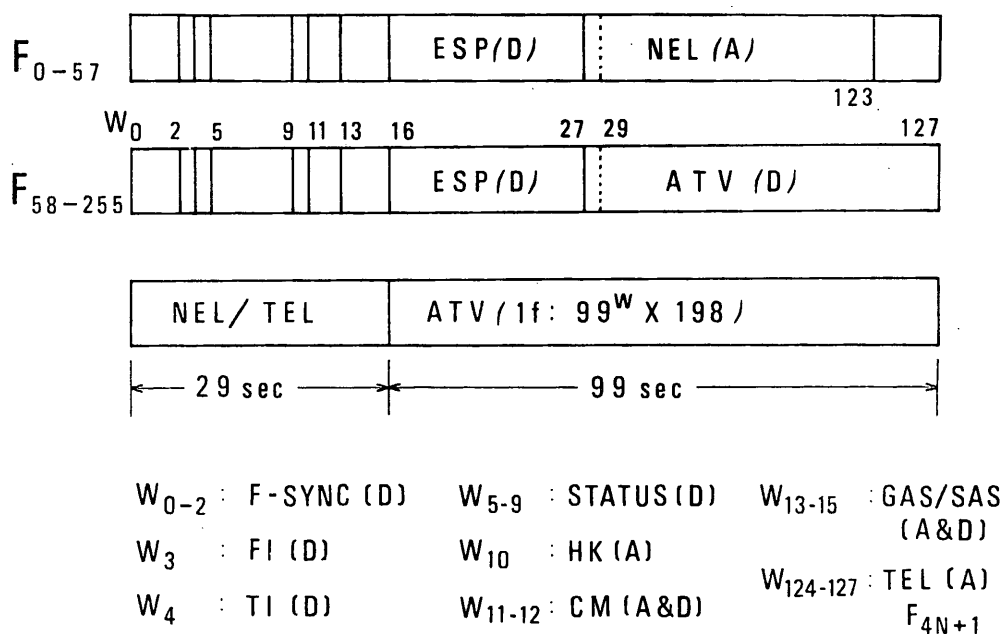 F0-57 ESP(D) NEL(A)
123
W0 2 5 9 11 13 16 27 29 127
F58-255 ESP(D) ATV (D)
NEL/TEL ATV(1f: 99W X 198)
29 sec 99 sec
W0-2 : F-SYNC (D) W5-9 : STATUS(D) W13-15 : GAS/SAS
(A&D)
W3 : FI (D) W10 : HK(A)
W124-127 : TEL (A)
W4 : TI (D) W11-12 : CM (A&D)
F4N+1